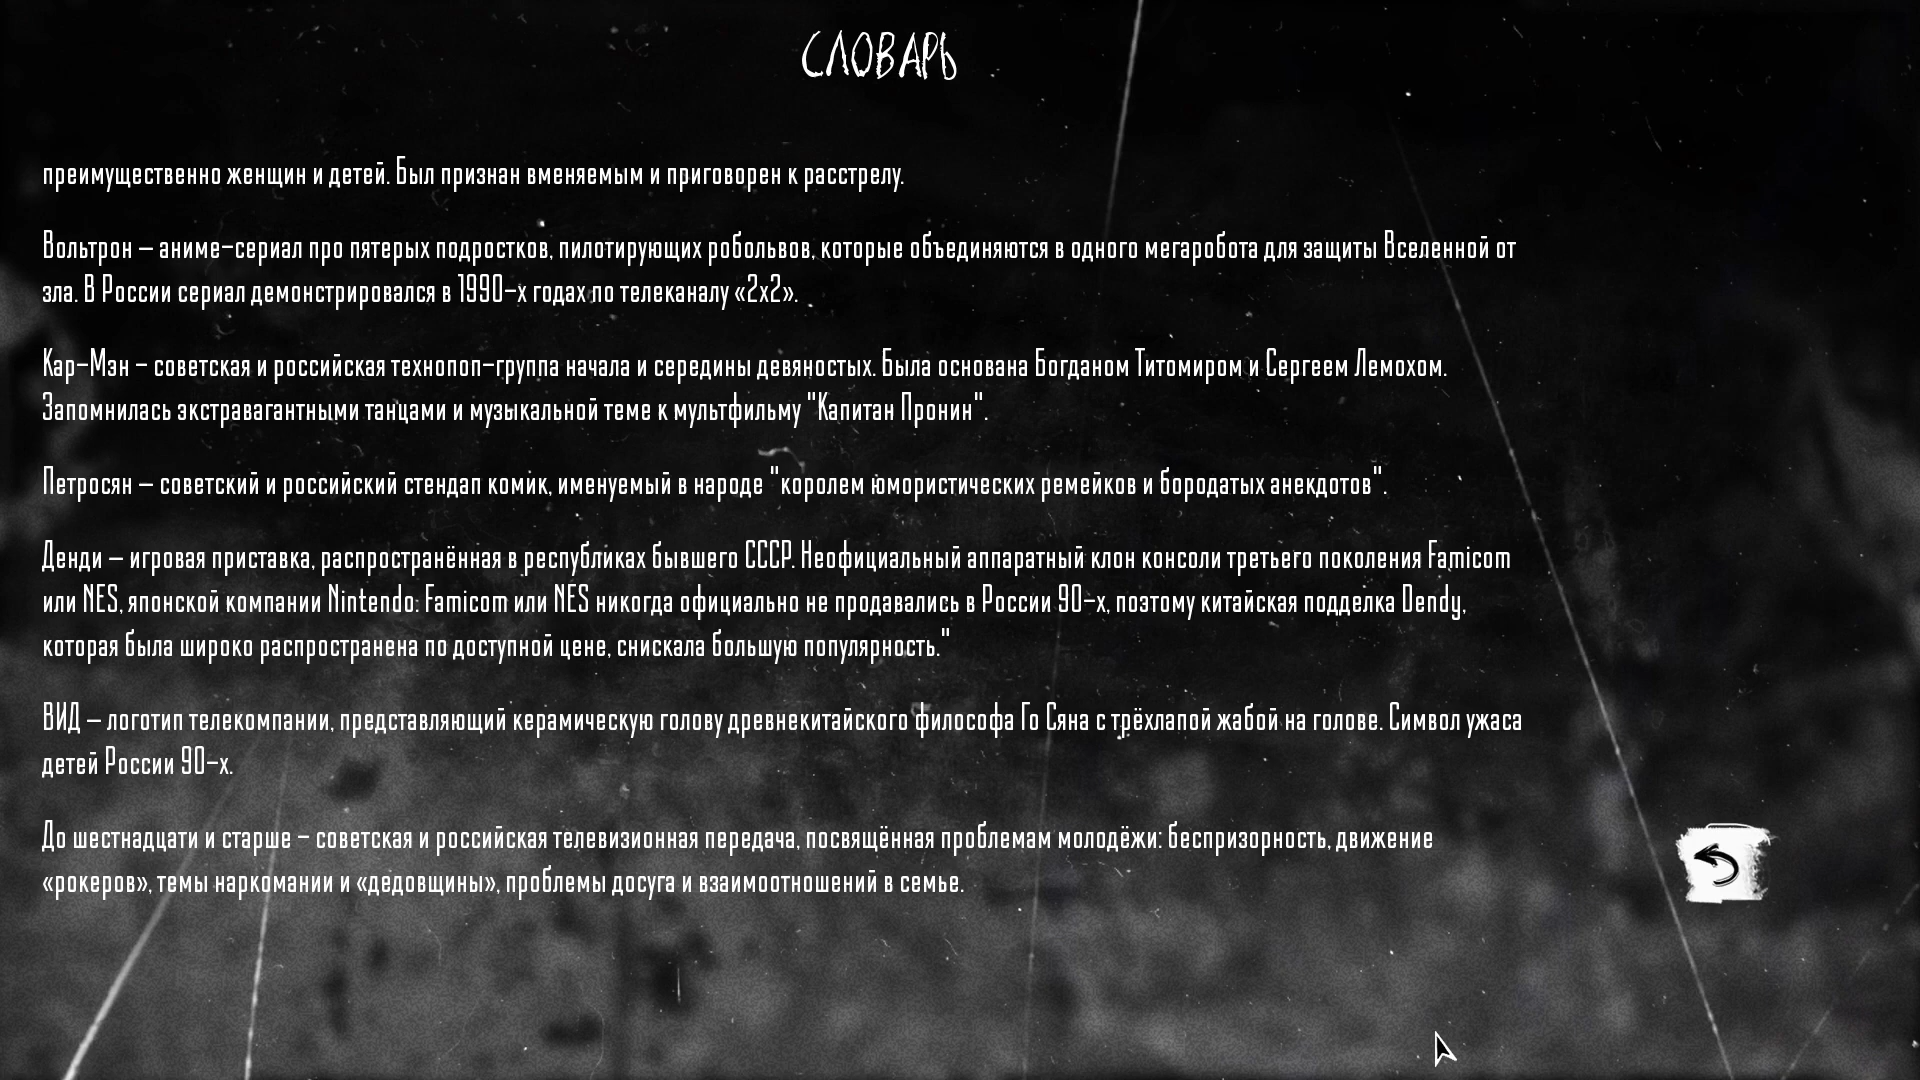 СЛОВАРЬ
преимущественно женщин и детей. Был признан вменяемым и приговорен к расстрелу.
Вольтрон — аниме-сериал про пятерых подростков, пилотирующих робольвов, которые объединяются в одного мегаробота для защиты Вселенной от
зла. В России сериал демонстрировался в 1990-х годах по телеканалу «2x2».
Кар-Мэн – советская и российская технопоп-группа начала и середины девяностых. Была основана Богданом Титомиром и Сергеем Лемохом.
Запомнилась экстравагантными танцами и музыкальной теме к мультфильму "Капитан Пронин".
Петросян — советский и российский стендап комик, именуемый в народе "королем юмористических ремейков и бородатых анекдотов".
Денди — игровая приставка, распространённая в республиках бывшего СССР. Неофициальный аппаратный клон консоли третьего поколения Famicom
или NES, японской компании Nintendo. Famicom или NES никогда официально не продавались в России 90-х, поэтому китайская подделка Dendy,
которая была широко распространена по доступной цене, снискала большую популярность."
ВИД — логотип телекомпании, представляющий керамическую голову древнекитайского философа Го Сяна с трёхлапой жабой на голове. Символ ужаса
детей России 90-х.
До шестнадцати и старше – советская и российская телевизионная передача, посвящённая проблемам молодёжи: беспризорность, движение
«рокеров», темы наркомании и «дедовщины», проблемы досуга и взаимоотношений в семье.